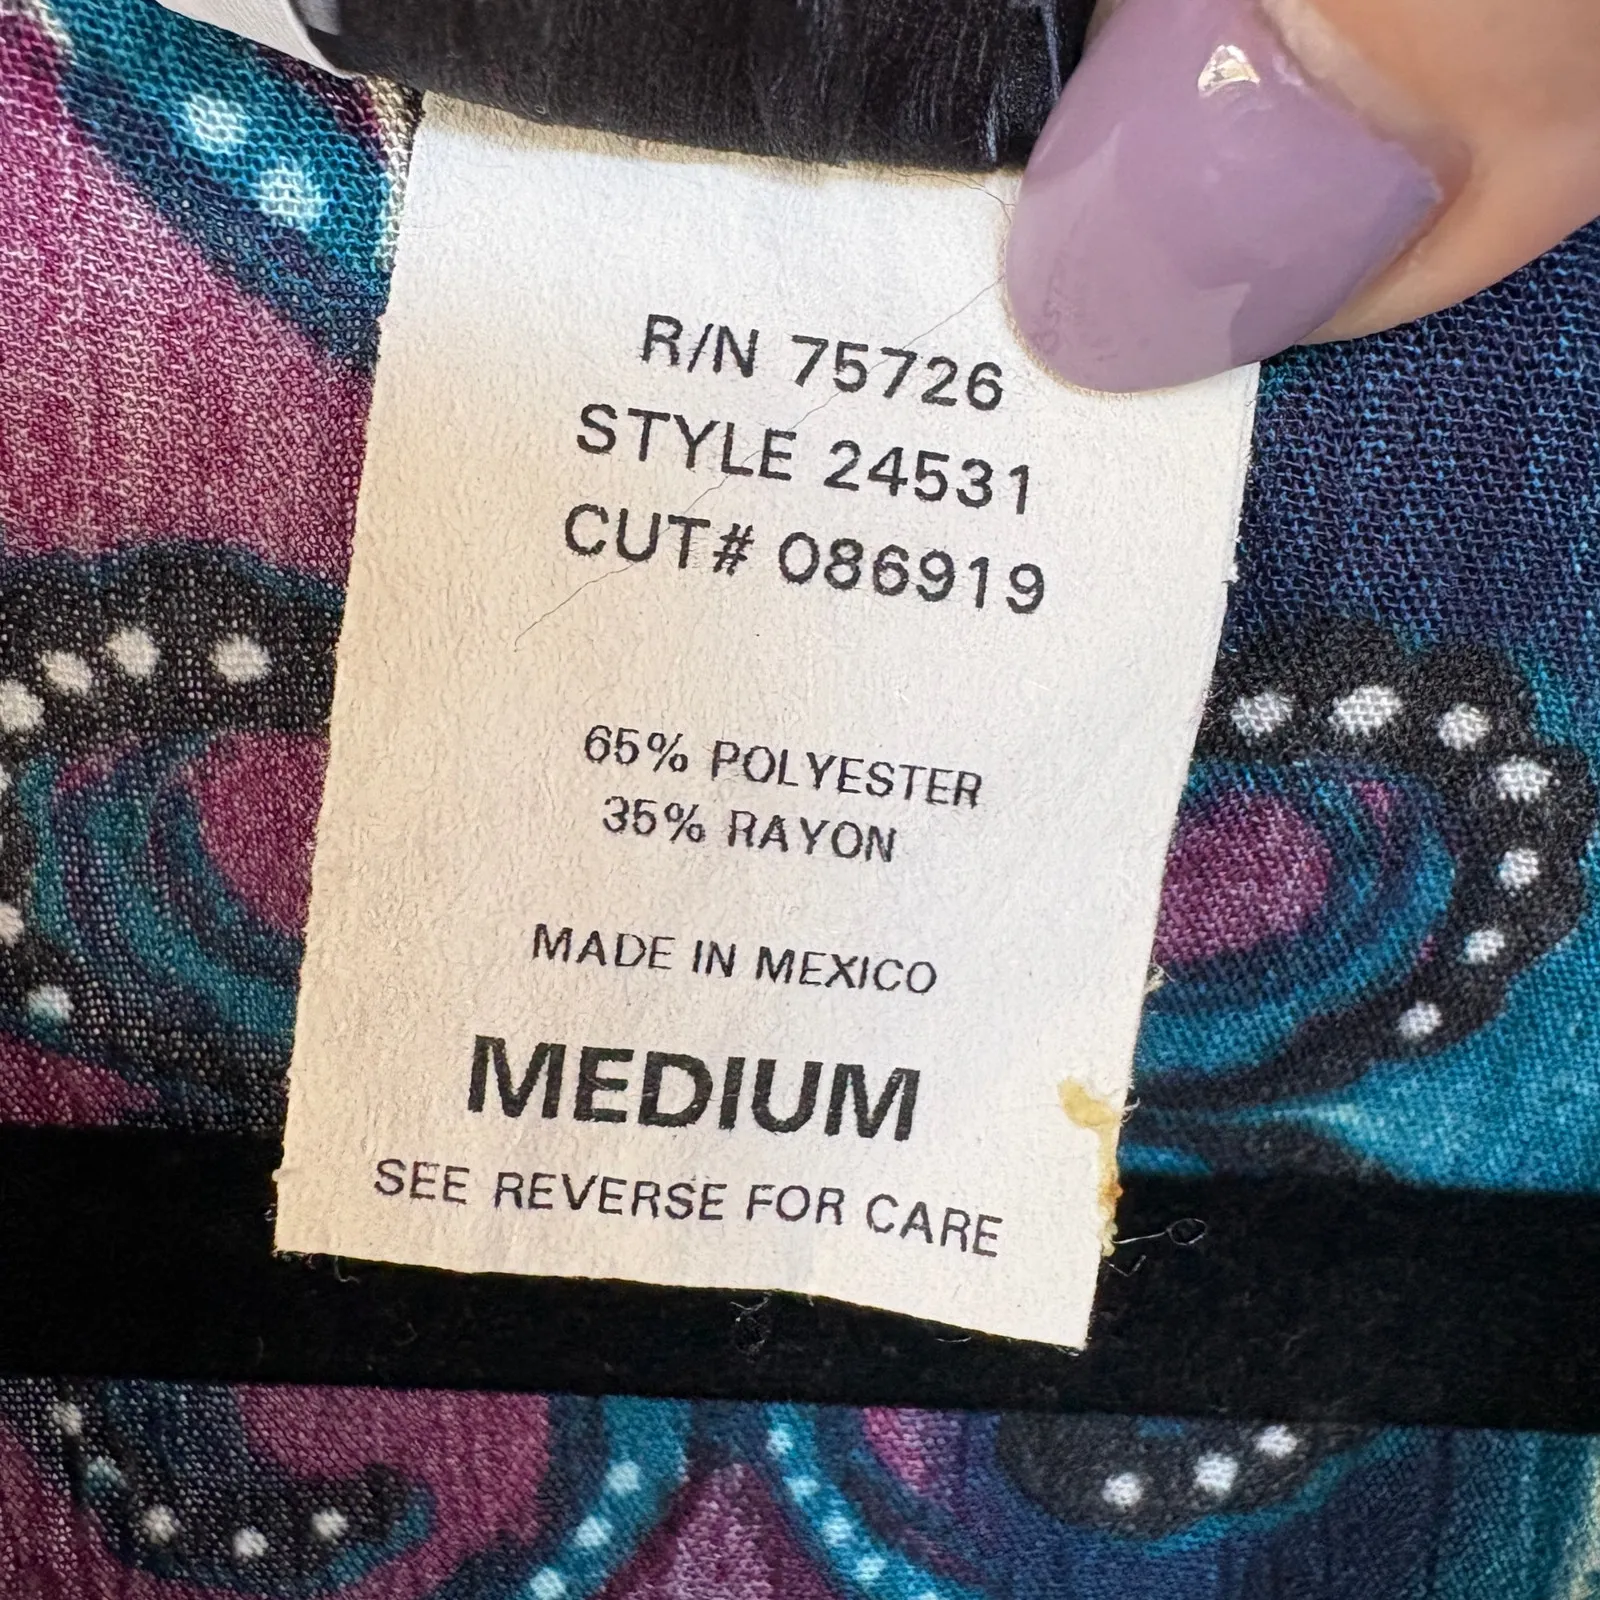 R/N 75726
STYLE 24531
CUT# 086919
65% POLYESTER
35% RAYON
MADE IN MEXICO
MEDIUM
SEE REVERSE FOR CARE